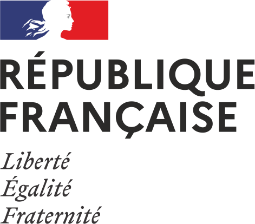 RÉPUBLIQUE
FRANÇAISE
Liberté
Égalité
Fraternité